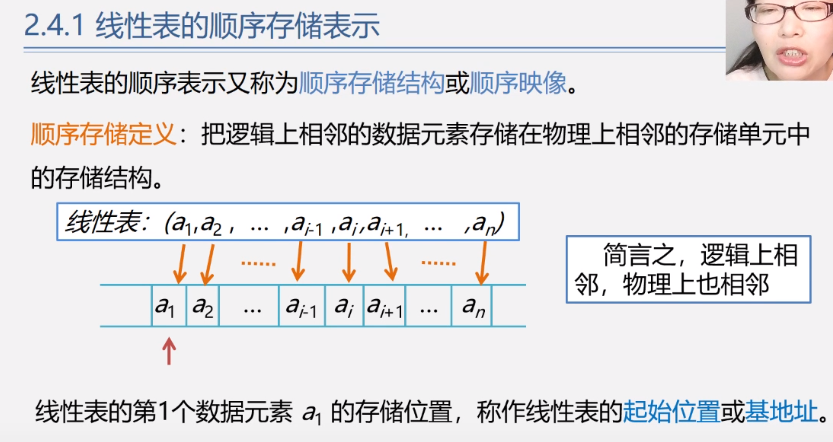 2.4.1 线性表的顺序存储表示
线性表的顺序表示又称为顺序存储结构或顺序映像。
顺序存储定义：把逻辑上相邻的数据元素存储在物理上相邻的存储单元中
的存储结构。
线性表：(a₁,a₂ , … ,aᵢ₋₁ ,aᵢ,aᵢ₊₁, … ,aₙ)
…… ……
简言之，逻辑上相
邻，物理上也相邻
a₁ a₂ … aᵢ₋₁ aᵢ aᵢ₊₁ … aₙ
线性表的第1个数据元素 a₁ 的存储位置，称作线性表的起始位置或基地址。